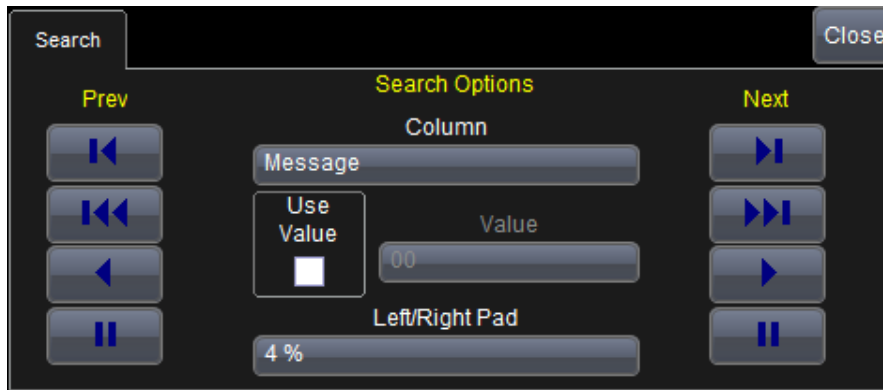 Search
Close
Search Options
Prev
Next
Column
Message
Use
Value
Value
00
Left/Right Pad
4 %